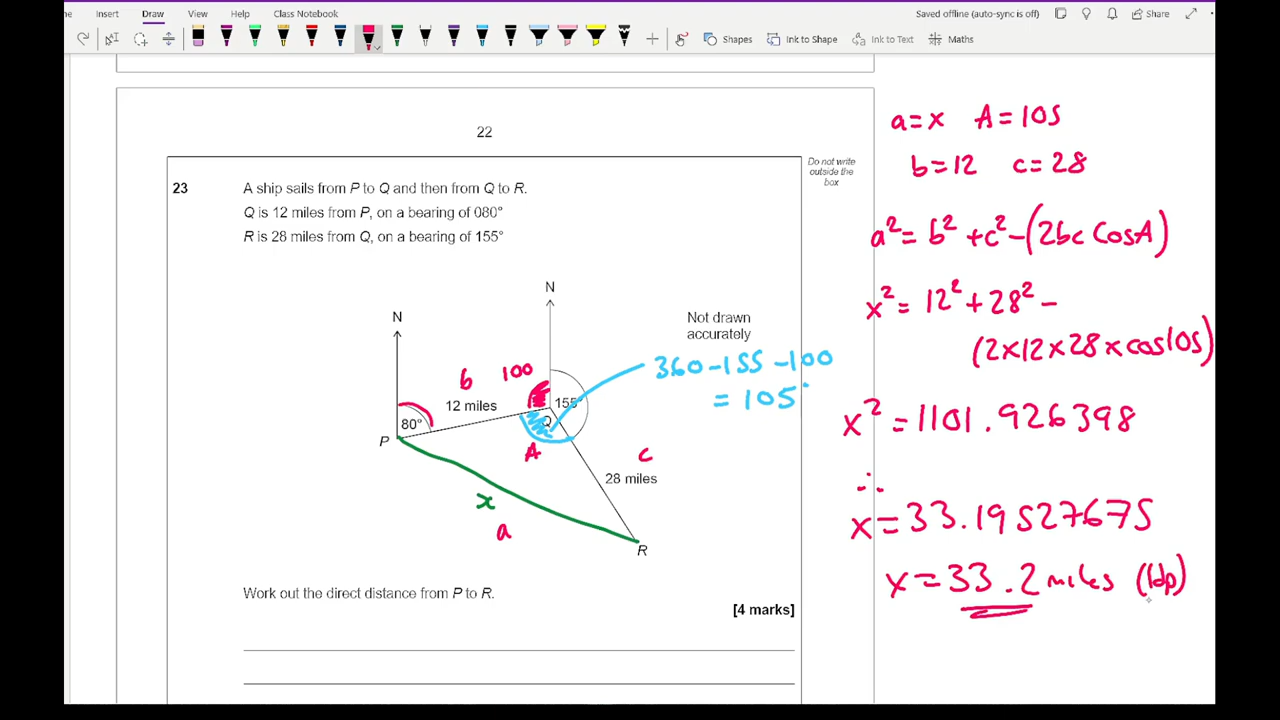 me
Insert
Draw
View
Help
Class Notebook
Saved offline (auto-sync is off)
Share
Shapes
Ink to Shape
Ink to Text
Maths
22
Do not write
outside the
box
23
A ship sails from P to Q and then from Q to R.
Q is 12 miles from P, on a bearing of 080°
R is 28 miles from Q, on a bearing of 155°
N
N
Not drawn
accurately
360-155-100
= 105°
b
100
12 miles
155°
80°
P
Q
A
c
28 miles
x
a
R
Work out the direct distance from P to R.
[4 marks]
a=x A=105
b=12 c=28
a²= b² +c²-(2bc CosA)
x²= 12² +28² -
(2×12×28×cos105)
x² =1101.926398
∴
x=33.19527675
x=33.2 miles (1dp)